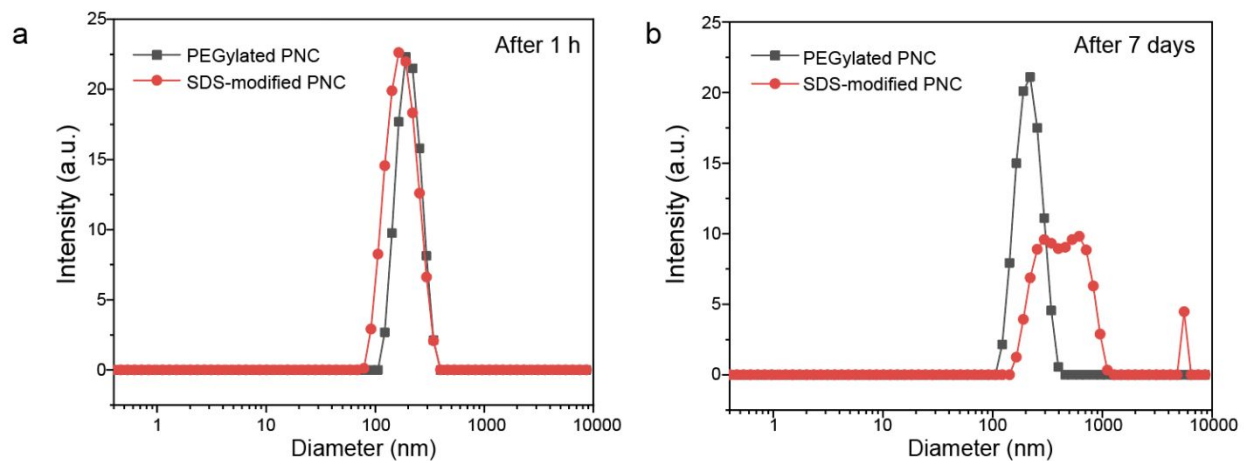 a
After 1 h
PEGylated PNC
SDS-modified PNC
Intensity (a.u.)
25
20
15
10
5
0
1
10
100
1000
10000
Diameter (nm)
b
After 7 days
PEGylated PNC
SDS-modified PNC
Intensity (a.u.)
25
20
15
10
5
0
1
10
100
1000
10000
Diameter (nm)